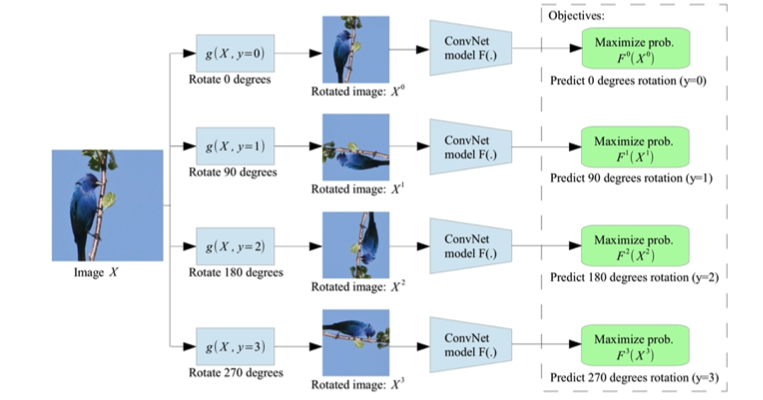 Objectives:
g(X, y=0)
Rotate 0 degrees
Rotated image: X⁰
ConvNet
model F(.)
Maximize prob.
F⁰(X⁰)
Predict 0 degrees rotation (y=0)
g(X, y=1)
Rotate 90 degrees
Rotated image: X¹
ConvNet
model F(.)
Maximize prob.
F¹(X¹)
Predict 90 degrees rotation (y=1)
Image X
g(X, y=2)
Rotate 180 degrees
Rotated image: X²
ConvNet
model F(.)
Maximize prob.
F²(X²)
Predict 180 degrees rotation (y=2)
g(X, y=3)
Rotate 270 degrees
Rotated image: X³
ConvNet
model F(.)
Maximize prob.
F³(X³)
Predict 270 degrees rotation (y=3)